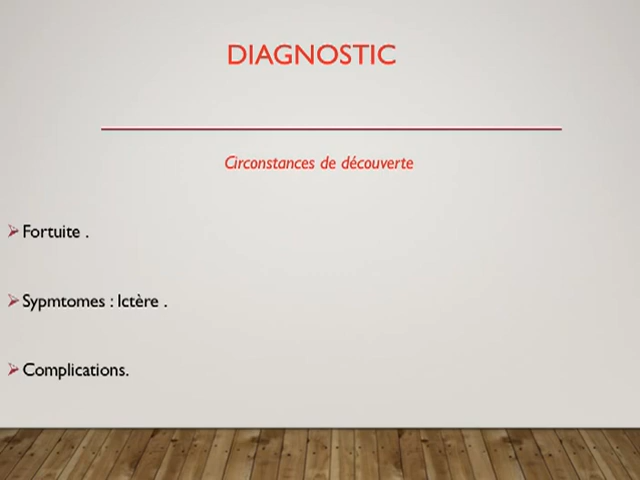 DIAGNOSTIC
Circonstances de découverte
Fortuite .
Sypmtomes : Ictère .
Complications.